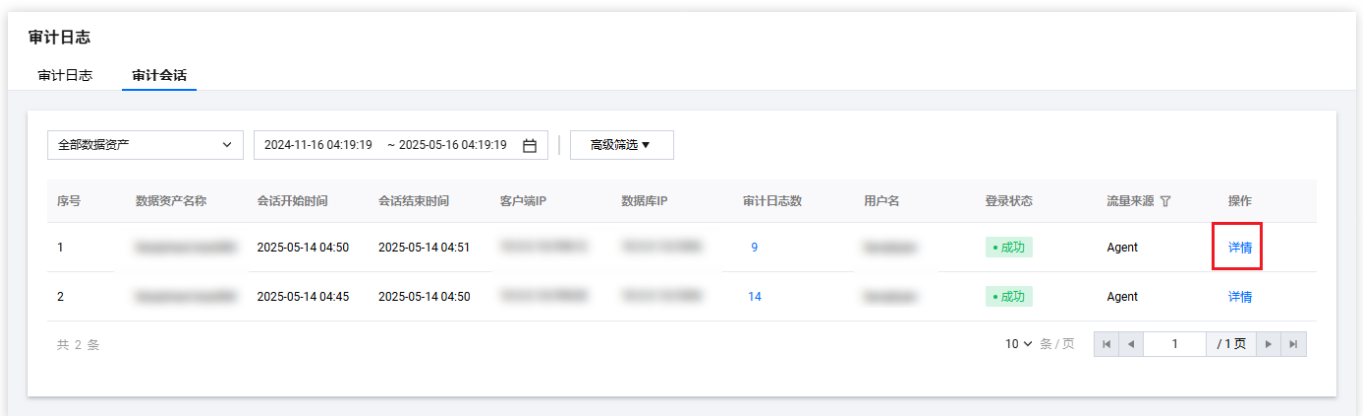 审计日志
审计日志 审计会话
全部数据资产 2024-11-16 04:19:19 ~ 2025-05-16 04:19:19 高级筛选 ▼
序号 数据资产名称 会话开始时间 会话结束时间 客户端IP 数据库IP 审计日志数 用户名 登录状态 流量来源 操作
1 2025-05-14 04:50 2025-05-14 04:51 9 • 成功 Agent 详情
2 2025-05-14 04:45 2025-05-14 04:50 14 • 成功 Agent 详情
共 2 条 10 条 / 页 1 / 1 页